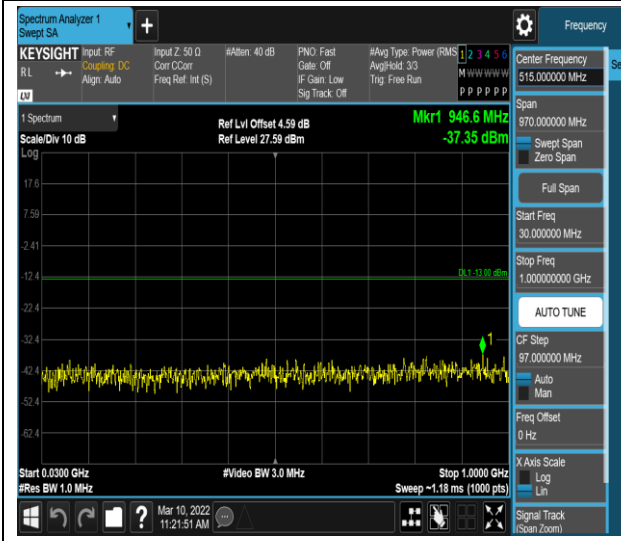 Spectrum Analyzer 1
Swept SA
+
Frequency
KEYSIGHT
RL
LXI
Input: RF
Coupling: DC
Align: Auto
Input Z: 50 Ω
Corr CCorr
Freq Ref: Int (S)
#Atten: 40 dB
PNO: Fast
Gate: Off
IF Gain: Low
Sig Track: Off
#Avg Type: Power (RMS
Avg|Hold: 3/3
Trig: Free Run
1 2 3 4 5 6
M W W W W W
P P P P P P
1 Spectrum
Scale/Div 10 dB
Ref Lvl Offset 4.59 dB
Ref Level 27.59 dBm
Mkr1 946.6 MHz
-37.35 dBm
Log
17.6
7.59
-2.41
-12.4
-22.4
-32.4
-42.4
-52.4
-62.4
DL1 -13.00 dBm
1
Start 0.0300 GHz
#Res BW 1.0 MHz
#Video BW 3.0 MHz
Stop 1.0000 GHz
Sweep ~1.18 ms (1000 pts)
Center Frequency
515.000000 MHz
Span
970.000000 MHz
Swept Span
Zero Span
Full Span
Start Freq
30.000000 MHz
Stop Freq
1.000000000 GHz
AUTO TUNE
CF Step
97.000000 MHz
Auto
Man
Freq Offset
0 Hz
X Axis Scale
Log
Lin
Signal Track
(Span Zoom)
Se
?
Mar 10, 2022
11:21:51 AM